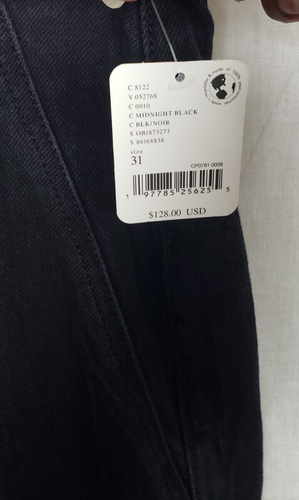 C 8122
V 052768
C 0010
C MIDNIGHT BLACK
C BLK/NOIR
S OB1873273
S 86168838
size
31
CP0781 0006
1 97785 25625 5
$128.00 USD